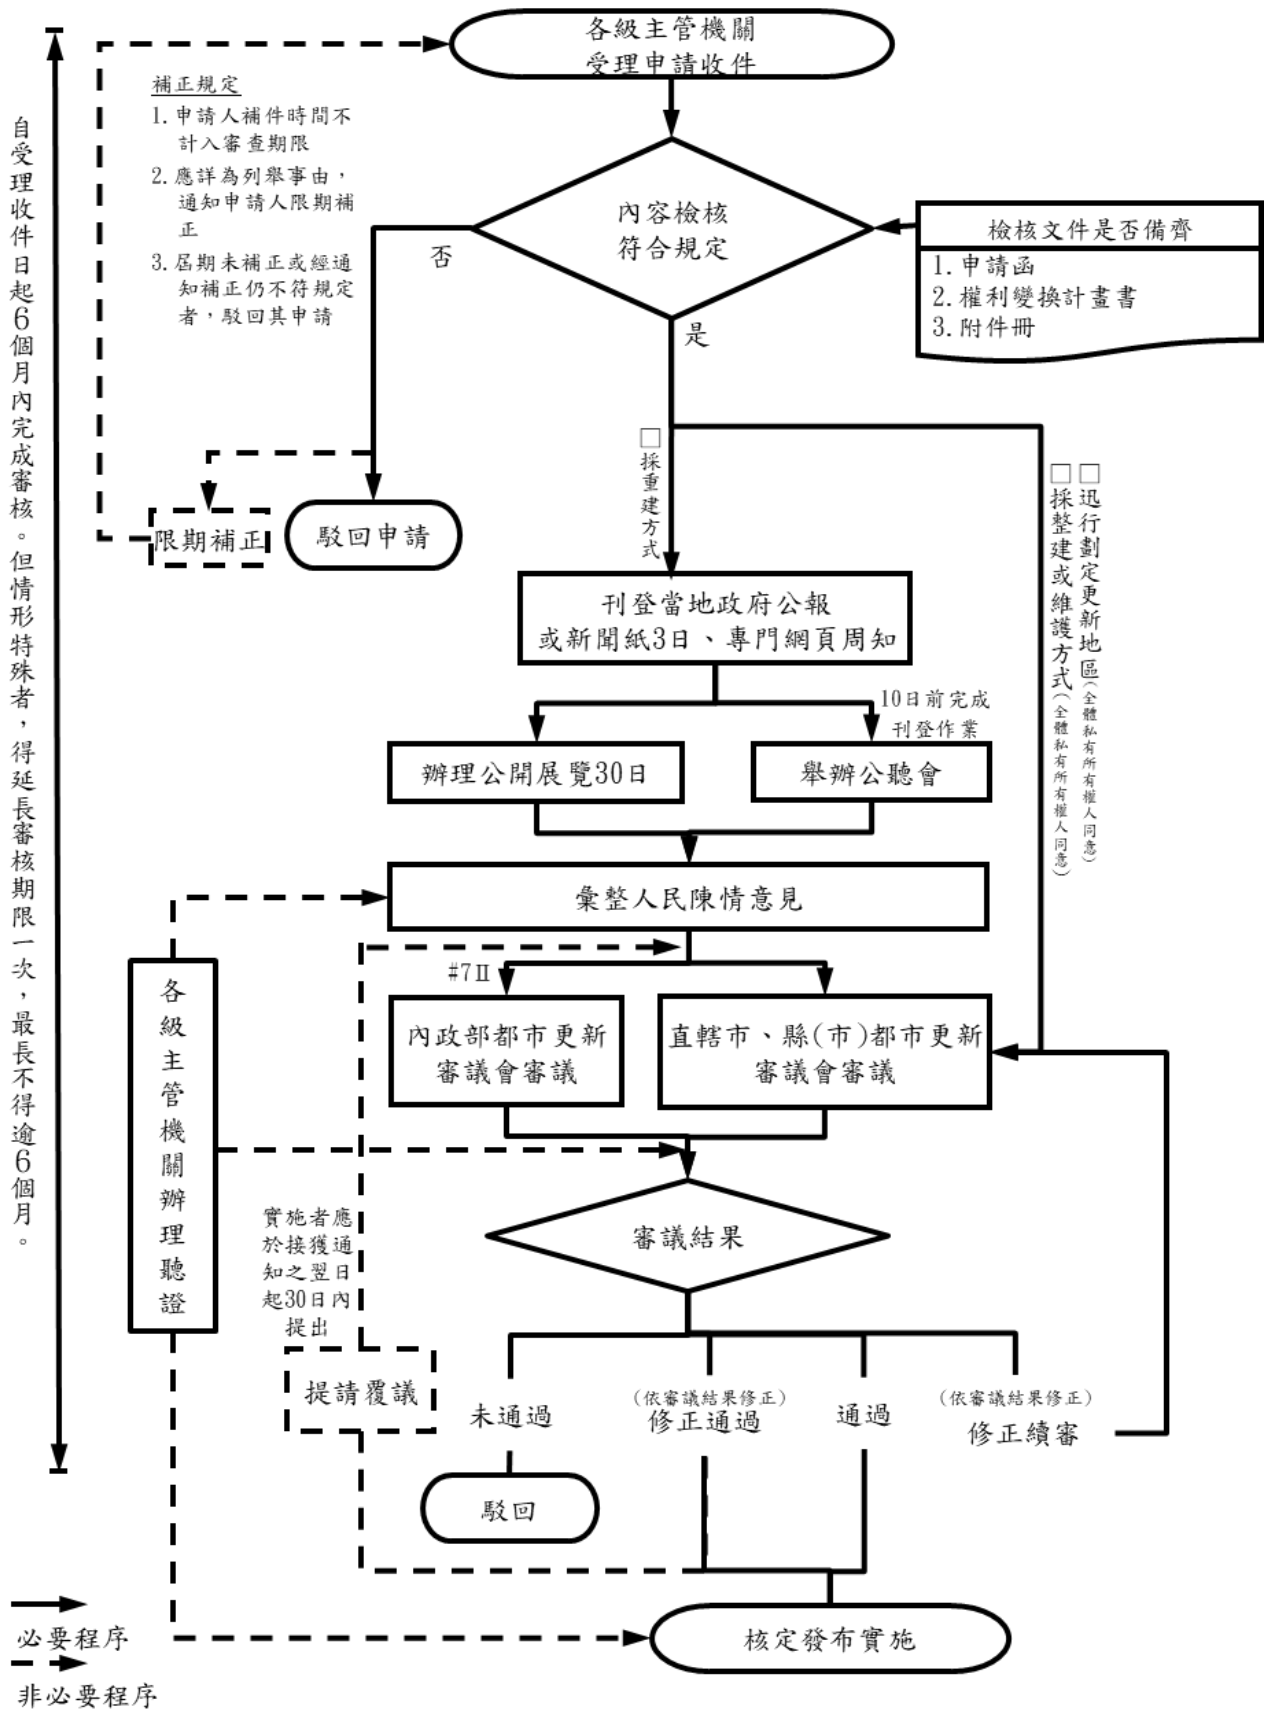 各級主管機關
受理申請收件
補正規定
1.申請人補件時間不
計入審查期限
2.應詳為列舉事由，
通知申請人限期補
正
3.屆期未補正或經通
知補正仍不符規定
者，駁回其申請
自受理收件日起6個月內完成審核。但情形特殊者，得延長審核期限一次，最長不得逾6個月。
內容檢核
符合規定
否
是
檢核文件是否備齊
1.申請函
2.權利變換計畫書
3.附件冊
限期補正
駁回申請
□採重建方式
□迅行劃定更新地區(全體私有所有權人同意)
□採整建或維護方式(全體私有所有權人同意)
刊登當地政府公報
或新聞紙3日、專門網頁周知
10日前完成
刊登作業
辦理公開展覽30日
舉辦公聽會
彙整人民陳情意見
#7Ⅱ
內政部都市更新
審議會審議
直轄市、縣(市)都市更新
審議會審議
各級主管機關辦理聽證
審議結果
實施者應
於接獲通
知之翌日
起30日內
提出
提請覆議
未通過
(依審議結果修正)
修正通過
通過
(依審議結果修正)
修正續審
駁回
核定發布實施
必要程序
非必要程序